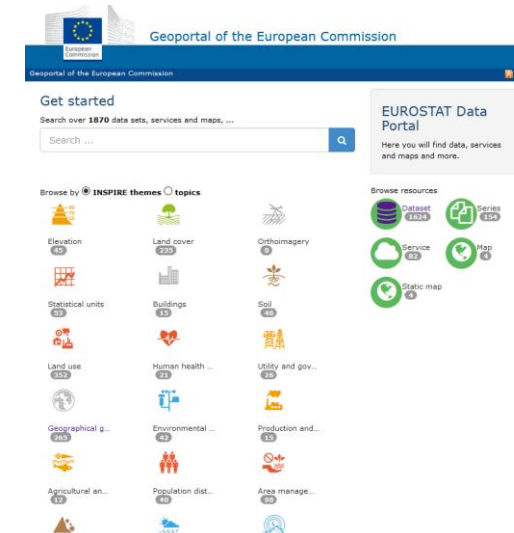 European
Commission
Geoportal of the European Commission
Geoportal of the European Commission
Get started
Search over 1870 data sets, services and maps, ...
Search ...
Browse by INSPIRE themes topics
Elevation
45
Land cover
235
Orthoimagery
8
Statistical units
53
Buildings
15
Soil
46
Land use
352
Human health ...
21
Utility and gov...
26
Geographical g...
265
Environmental ...
42
Production and...
15
Agricultural an...
12
Population dist...
40
Area manage...
98
EUROSTAT Data
Portal
Here you will find data, services
and maps and more.
Browse resources
Dataset
1624
Series
154
Service
82
Map
4
Static map
4